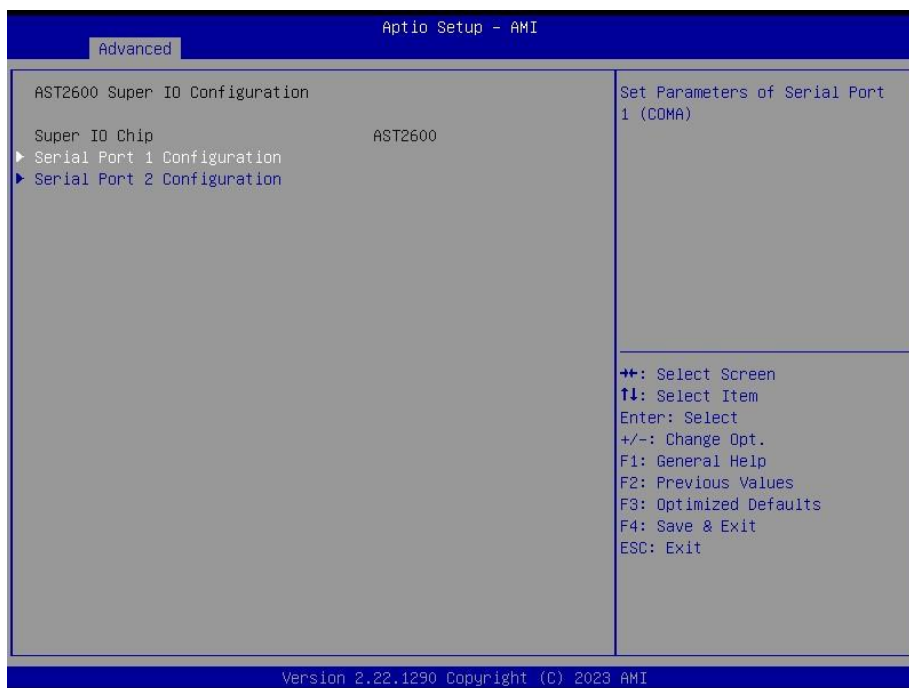 Aptio Setup - AMI
Advanced
AST2600 Super IO Configuration
Super IO Chip AST2600
Serial Port 1 Configuration
Serial Port 2 Configuration
Set Parameters of Serial Port
1 (COMA)
→←: Select Screen
↑↓: Select Item
Enter: Select
+/-: Change Opt.
F1: General Help
F2: Previous Values
F3: Optimized Defaults
F4: Save & Exit
ESC: Exit
Version 2.22.1290 Copyright (C) 2023 AMI